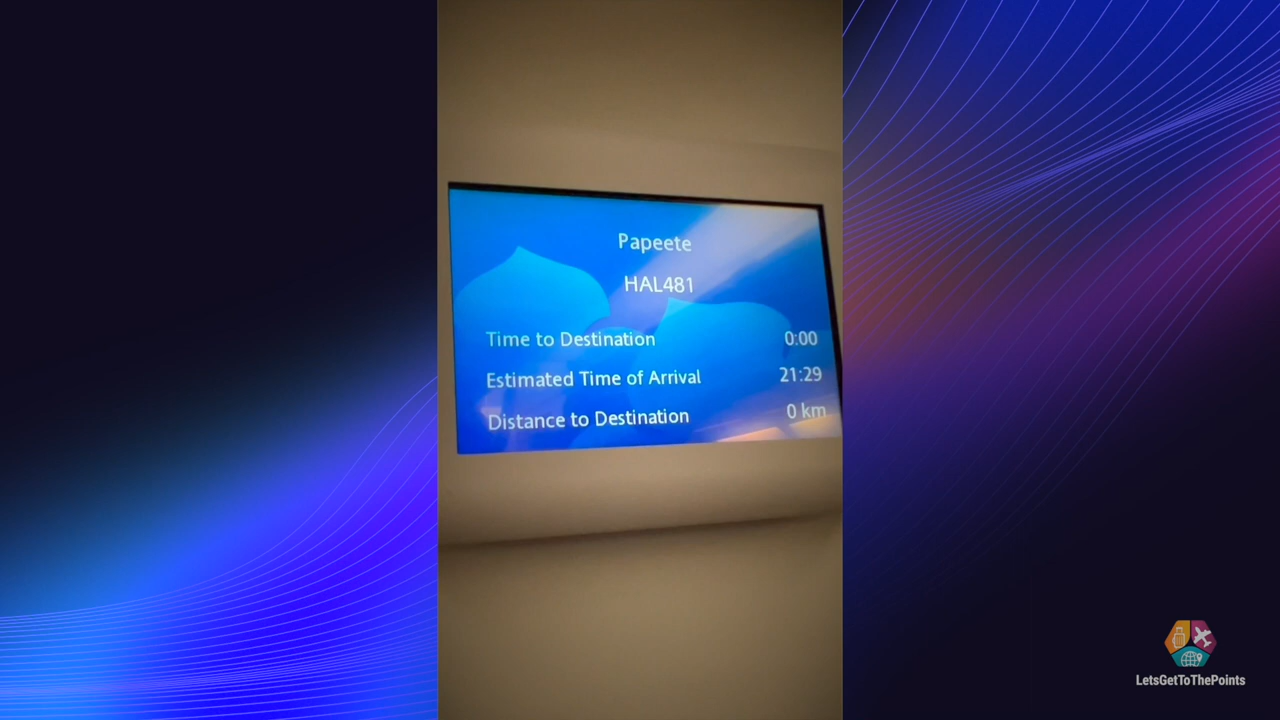 Papeete
HAL481
Time to Destination 0:00
Estimated Time of Arrival 21:29
Distance to Destination 0 km
LetsGetToThePoints